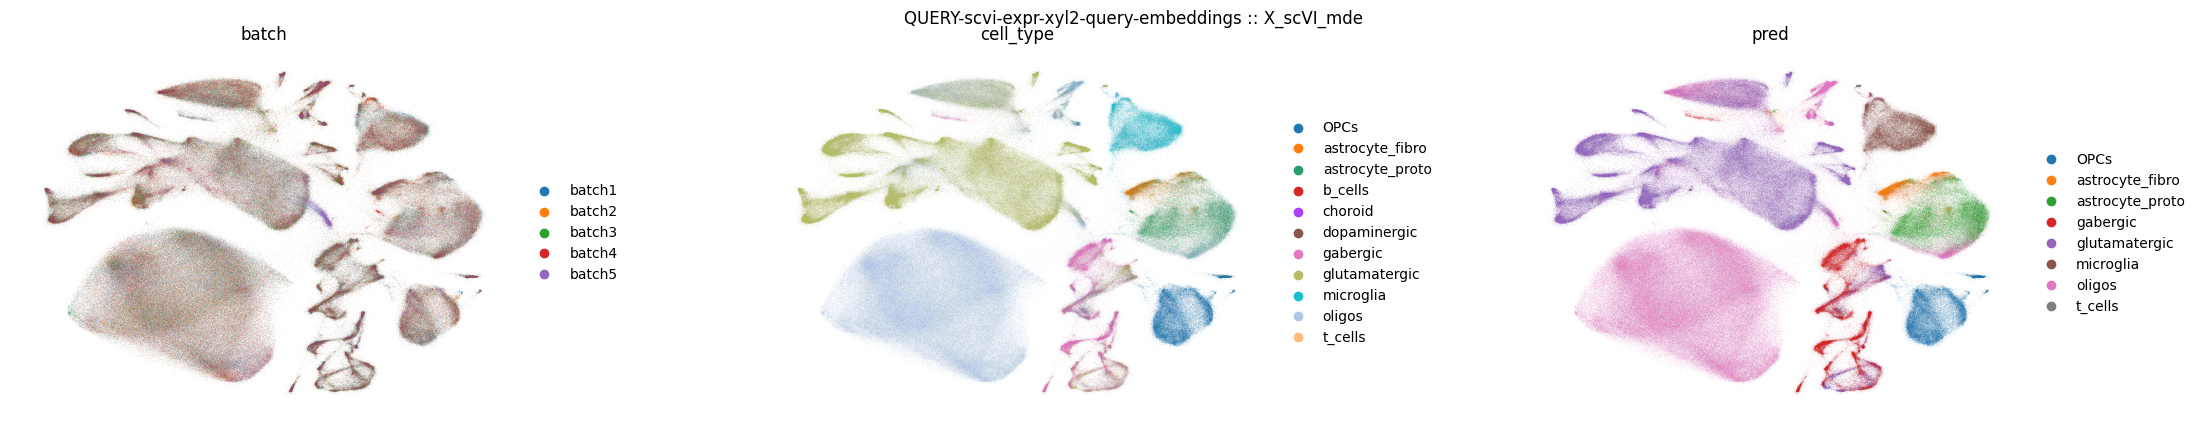 QUERY-scvi-expr-xyl2-query-embeddings :: X_scVI_mde
batch
batch1
batch2
batch3
batch4
batch5
cell_type
OPCs
astrocyte_fibro
astrocyte_proto
b_cells
choroid
dopaminergic
gabergic
glutamatergic
microglia
oligos
t_cells
pred
OPCs
astrocyte_fibro
astrocyte_proto
gabergic
glutamatergic
microglia
oligos
t_cells